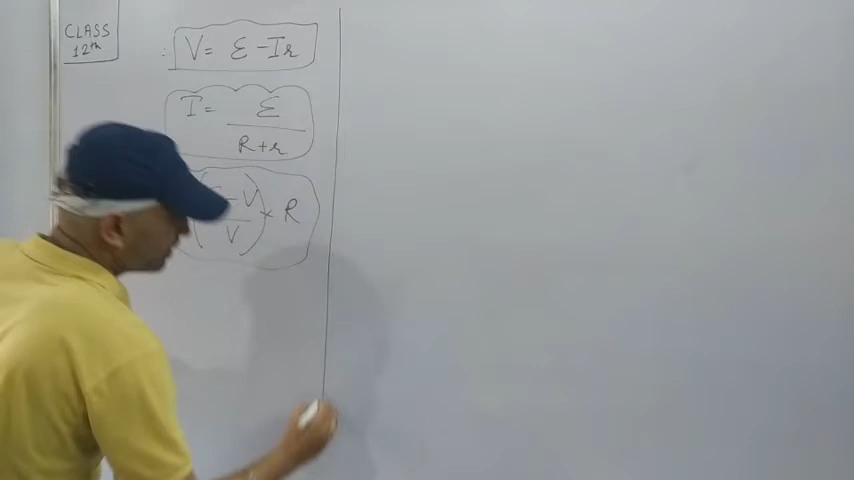 CLASS
12th
∴ V = Ɛ - Ir
I = Ɛ
R + r
- V
V
× R